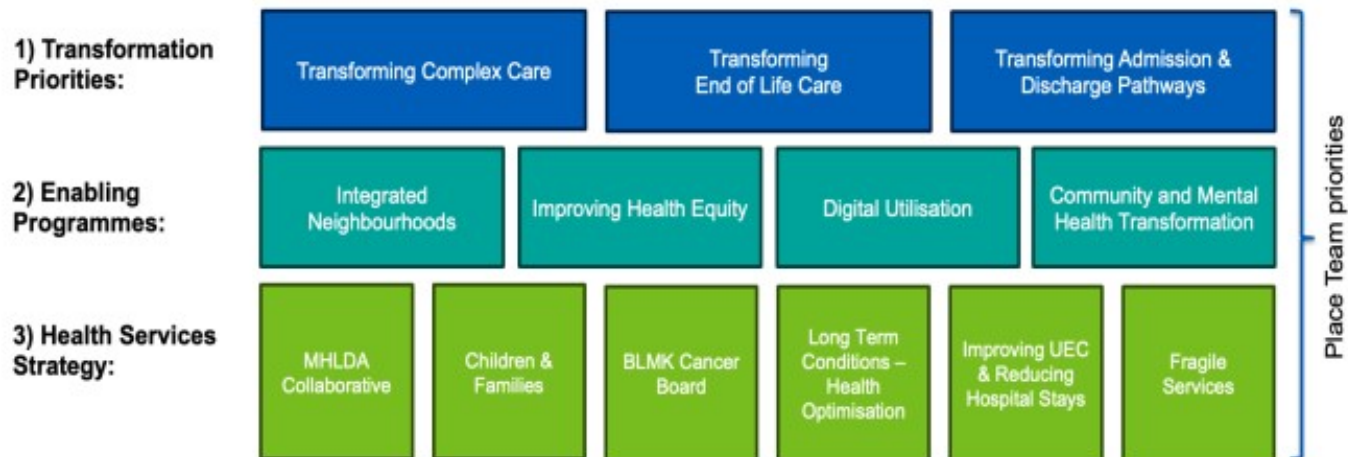 1) Transformation
Priorities:
Transforming Complex Care
Transforming
End of Life Care
Transforming Admission &
Discharge Pathways
2) Enabling
Programmes:
Integrated
Neighbourhoods
Improving Health Equity
Digital Utilisation
Community and Mental
Health Transformation
3) Health Services
Strategy:
MHLDA
Collaborative
Children &
Families
BLMK Cancer
Board
Long Term
Conditions –
Health
Optimisation
Improving UEC
& Reducing
Hospital Stays
Fragile
Services
Place Team priorities